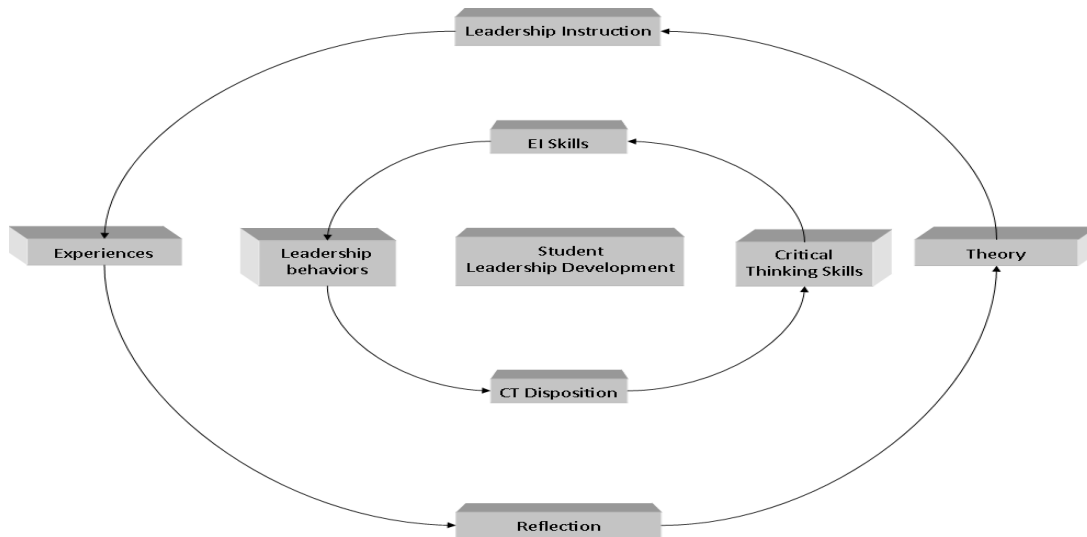 Leadership Instruction
EI Skills
Experiences
Leadership
behaviors
Student
Leadership Development
Critical
Thinking Skills
Theory
CT Disposition
Reflection